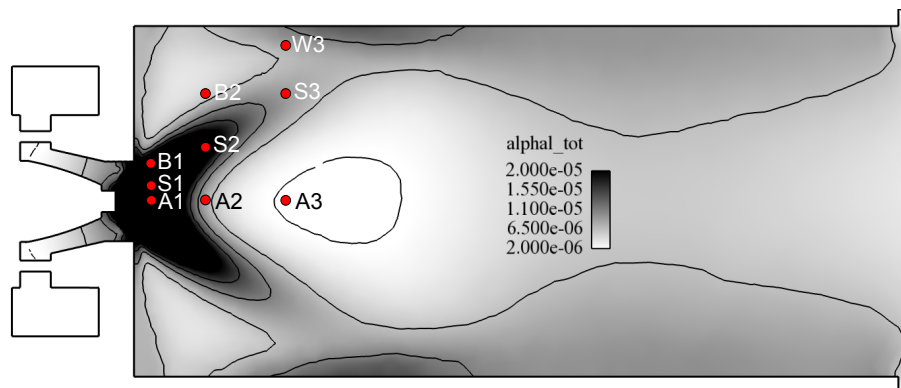 W3
B2
S3
S2
B1
S1
A1
A2
A3
alphal_tot
2.000e-05
1.550e-05
1.100e-05
6.500e-06
2.000e-06